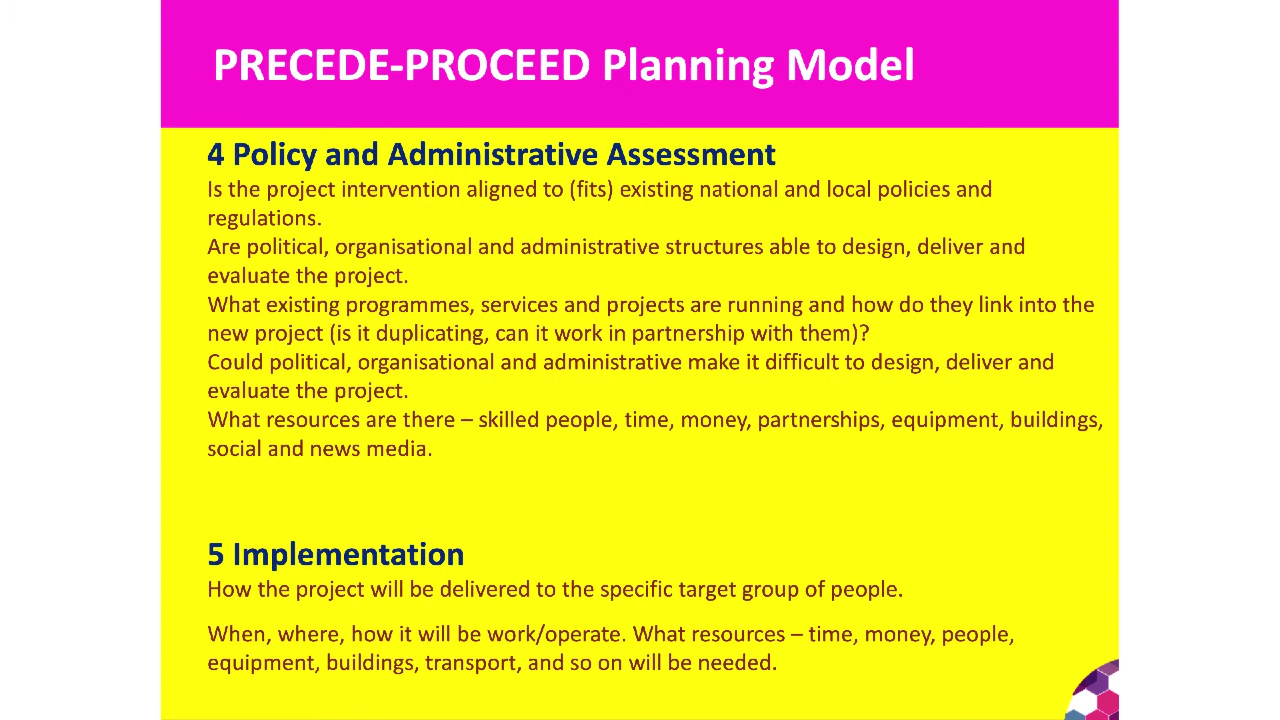 PRECEDE-PROCEED Planning Model
4 Policy and Administrative Assessment
Is the project intervention aligned to (fits) existing national and local policies and
regulations.
Are political, organisational and administrative structures able to design, deliver and
evaluate the project.
What existing programmes, services and projects are running and how do they link into the
new project (is it duplicating, can it work in partnership with them)?
Could political, organisational and administrative make it difficult to design, deliver and
evaluate the project.
What resources are there – skilled people, time, money, partnerships, equipment, buildings,
social and news media.
5 Implementation
How the project will be delivered to the specific target group of people.
When, where, how it will be work/operate. What resources – time, money, people,
equipment, buildings, transport, and so on will be needed.